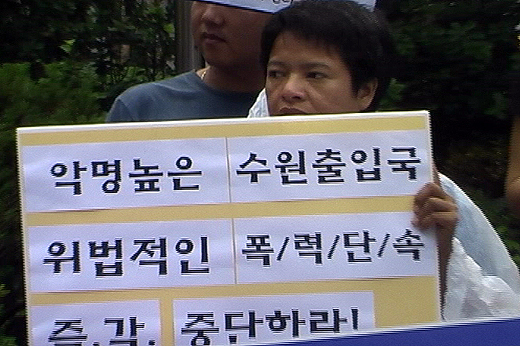 악명높은 수원출입국
위법적인 폭/력/단/속
즉.각. 중단하라!